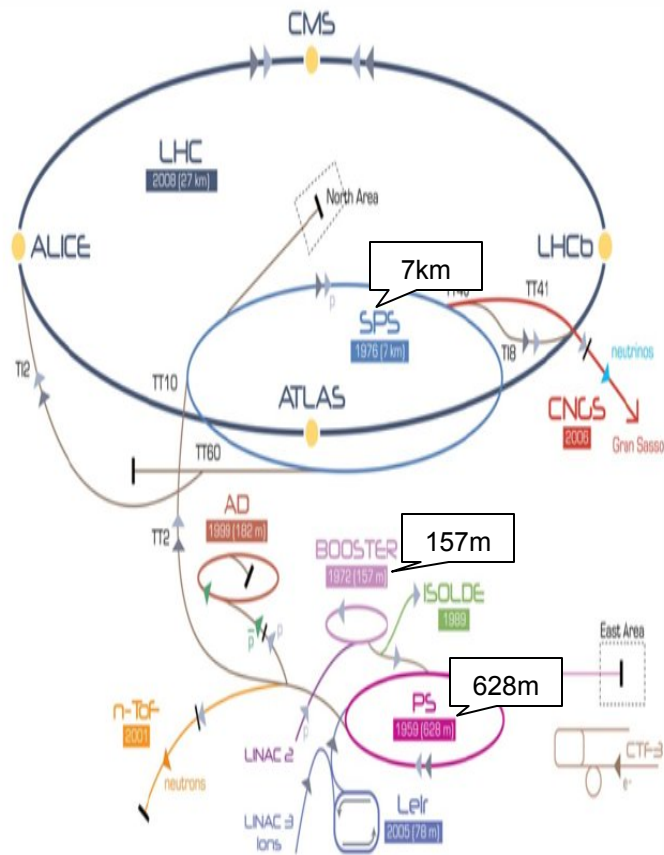 CMS
LHC
2008 (27 km)
North Area
ALICE
LHCb
7km
TT41
p
SPS
1976 (7 km)
TI8
neutrinos
TI2
TT10
ATLAS
CNGS
2006
Gran Sasso
TT60
AD
1999 (182 m)
TT2
BOOSTER
1972 (157 m)
157m
ISOLDE
1989
p
p
East Area
n-ToF
2001
PS
1959 (628 m)
628m
LINAC 2
p
neutrons
CTF-3
e-
LINAC 3
Ions
Leir
2005 (78 m)